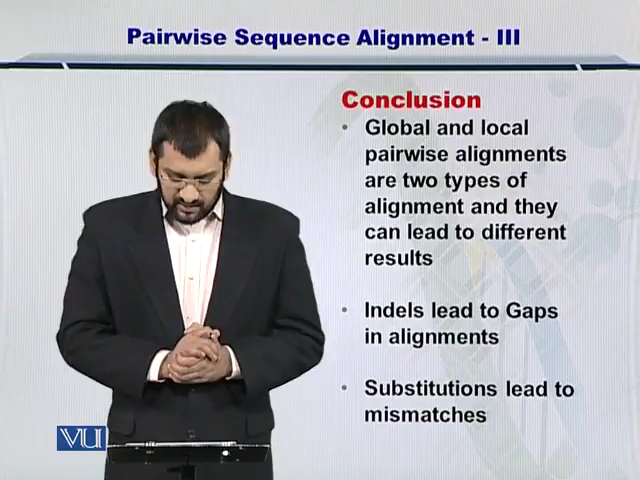 Pairwise Sequence Alignment - III
Conclusion
• Global and local
pairwise alignments
are two types of
alignment and they
can lead to different
results
• Indels lead to Gaps
in alignments
• Substitutions lead to
mismatches
VU